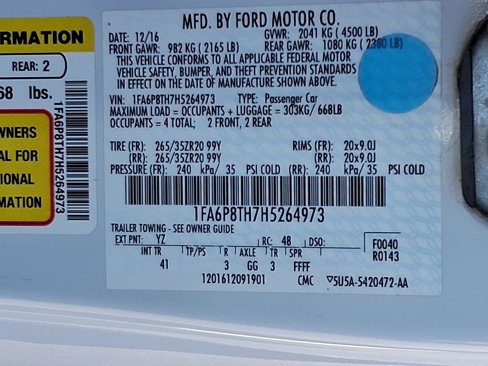 RMATION
REAR: 2
68 lbs.
WNERS
AL FOR
IONAL
MATION
1FA6P8TH7H5264973
MFD. BY FORD MOTOR CO.
12/16 GVWR: 2041 KG ( 4500 LB)
FRONT GAWR: 982 KG ( 2165 LB) REAR GAWR: 1080 KG ( 2380 LB)
THIS VEHICLE CONFORMS TO ALL APPLICABLE FEDERAL MOTOR
VEHICLE SAFETY, BUMPER, AND THEFT PREVENTION STANDARDS
IN EFFECT ON THE DATE OF MANUFACTURE SHOWN ABOVE.
VIN: 1FA6P8TH7H5264973 TYPE: Passenger Car
MAXIMUM LOAD = OCCUPANTS + LUGGAGE = 303KG/ 668LB
OCCUPANTS = 4 TOTAL; 2 FRONT, 2 REAR
TIRE (FR): 265/35ZR20 99Y RIMS (FR): 20x9.0J
(RR): 265/35ZR20 99Y (RR): 20x9.0J
PRESSURE (FR): 240 kPa/ 35 PSI COLD (RR): 240 kPa/ 35 PSI COLD
1FA6P8TH7H5264973
TRAILER TOWING - SEE OWNER GUIDE
EXT PNT: YZ RC: 48 DSO: F0040
INT TR TP/PS R AXLE TR SPR R0143
41 3 GG 3 FFFF
1201612091901 CMC ▽5U5A-5420472-AA